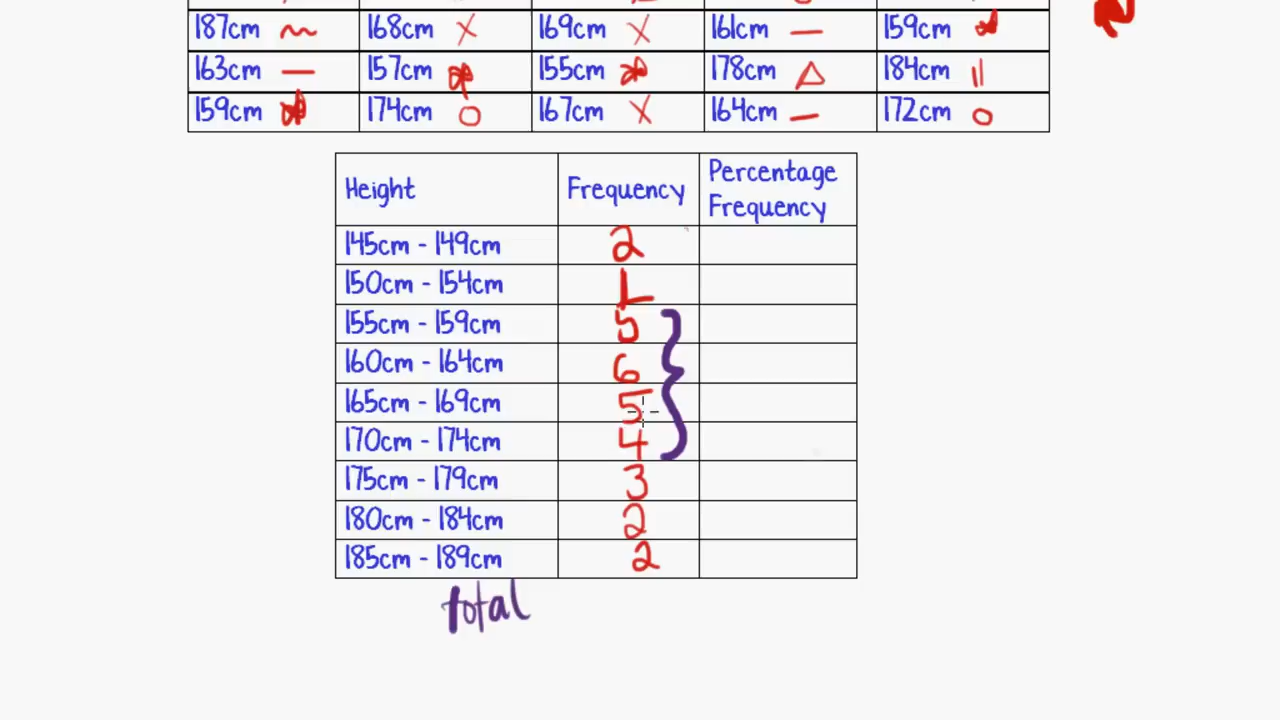 187cm 168cm X 169cm X 161cm 159cm
163cm 157cm 155cm 178cm 184cm
159cm 174cm 167cm X 164cm 172cm
Height Frequency Percentage Frequency
145cm - 149cm 2
150cm - 154cm 1
155cm - 159cm 5
160cm - 164cm 6
165cm - 169cm 5
170cm - 174cm 4
175cm - 179cm 3
180cm - 184cm 2
185cm - 189cm 2
total